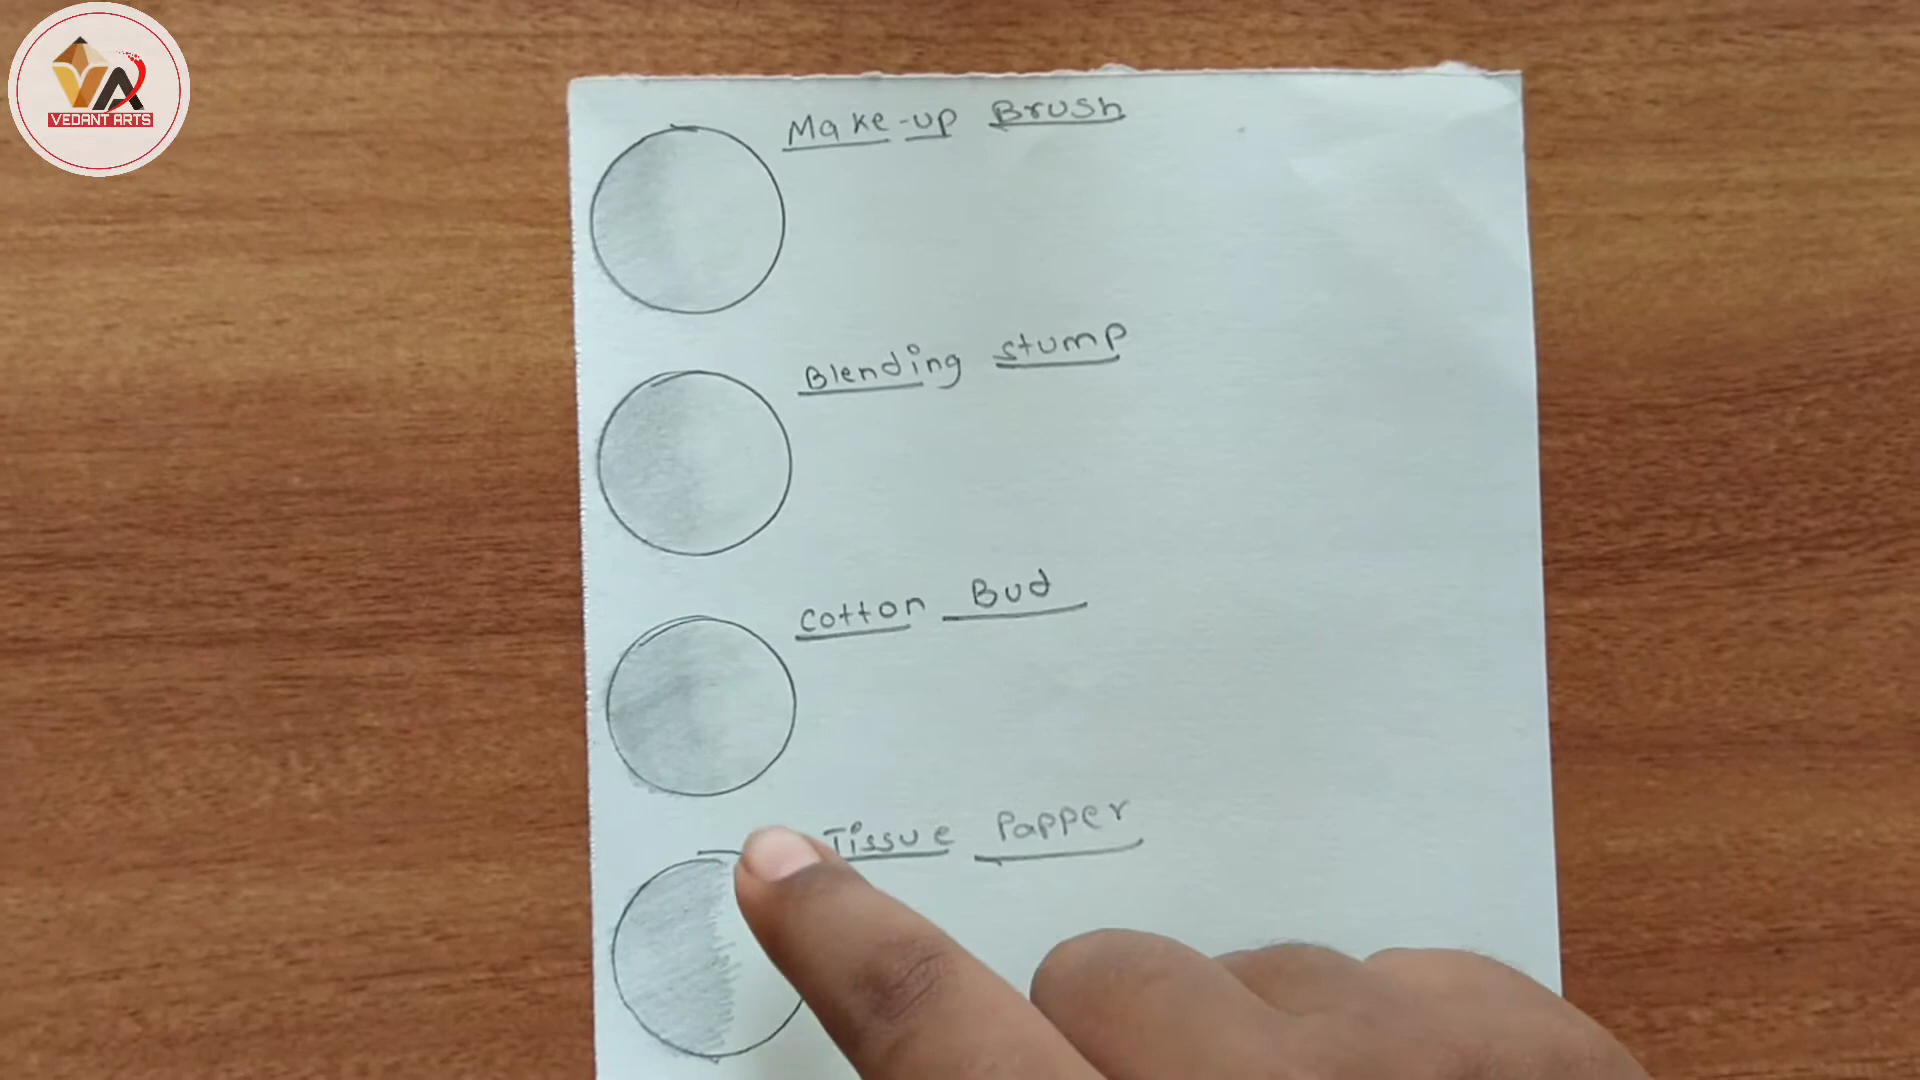 VEDANT ARTS
Make-up Brush
Blending stump
Cotton Bud
Tissue Papper